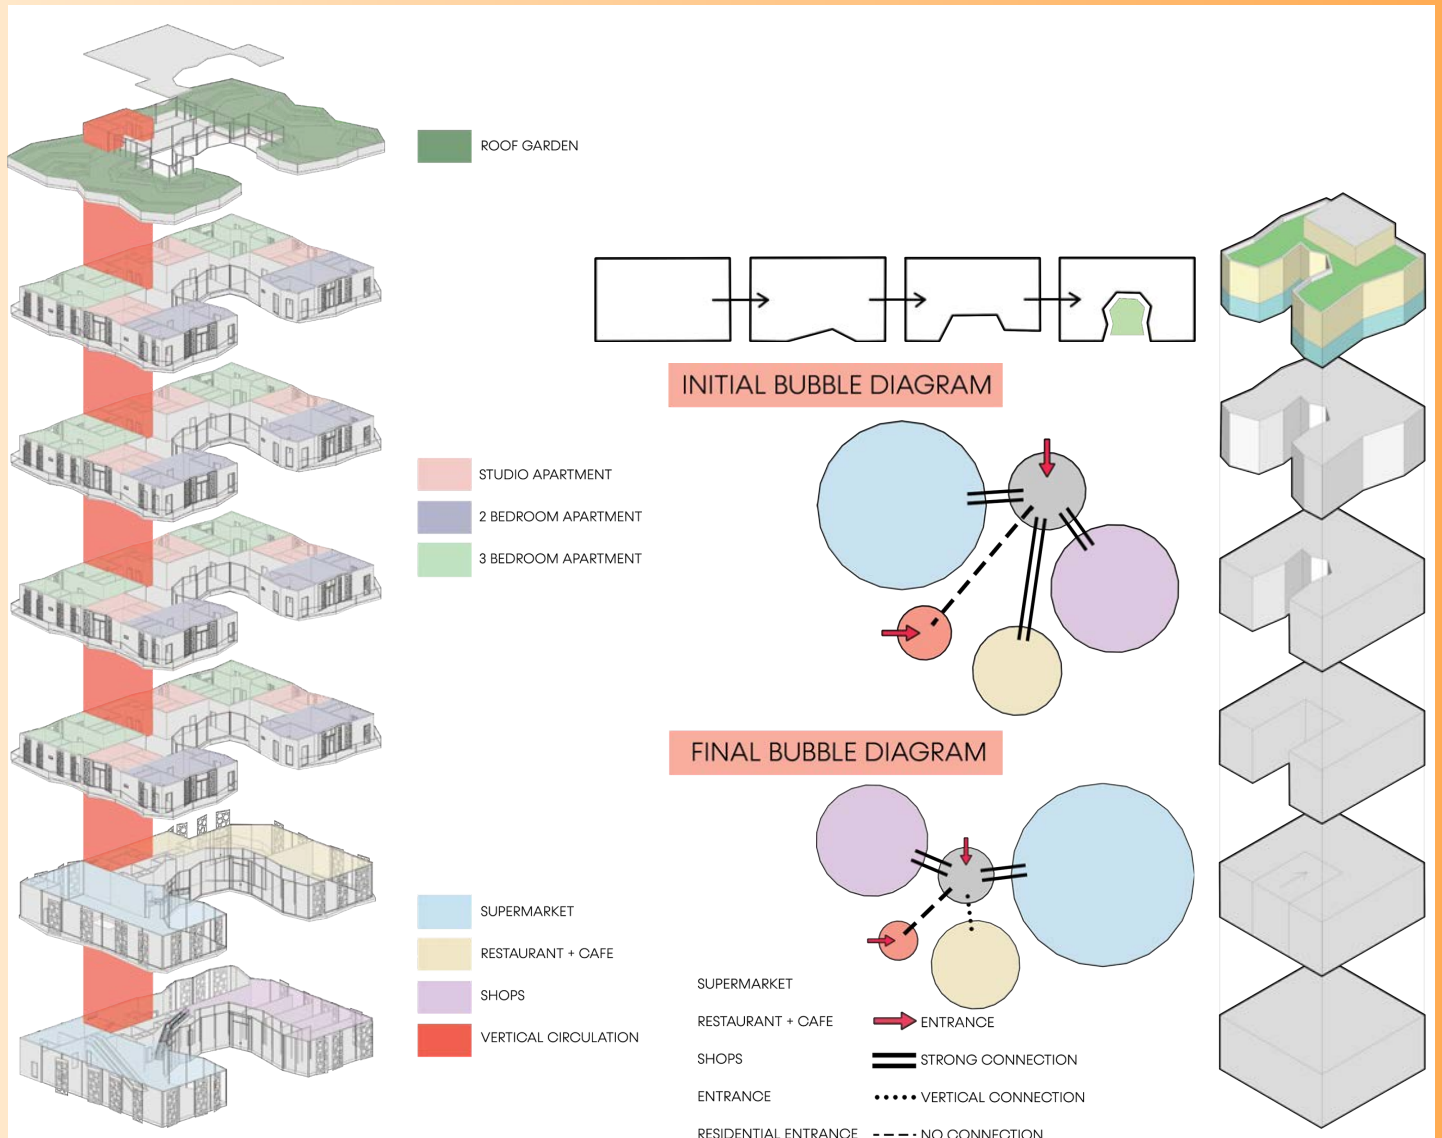 ROOF GARDEN
STUDIO APARTMENT
2 BEDROOM APARTMENT
3 BEDROOM APARTMENT
SUPERMARKET
RESTAURANT + CAFE
SHOPS
VERTICAL CIRCULATION
INITIAL BUBBLE DIAGRAM
FINAL BUBBLE DIAGRAM
SUPERMARKET
RESTAURANT + CAFE
SHOPS
ENTRANCE
RESIDENTIAL ENTRANCE
ENTRANCE
STRONG CONNECTION
VERTICAL CONNECTION
NO CONNECTION